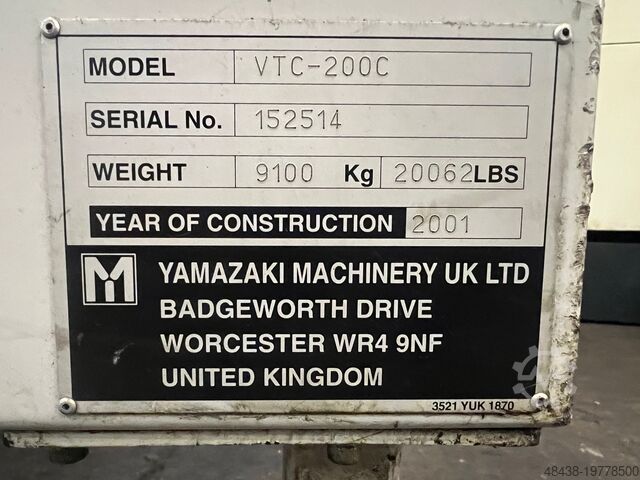 MODEL VTC-200C
SERIAL No. 152514
WEIGHT 9100 Kg 20062 LBS
YEAR OF CONSTRUCTION 2001
YAMAZAKI MACHINERY UK LTD
BADGEWORTH DRIVE
WORCESTER WR4 9NF
UNITED KINGDOM
3521 YUK 1870
48438-19778500